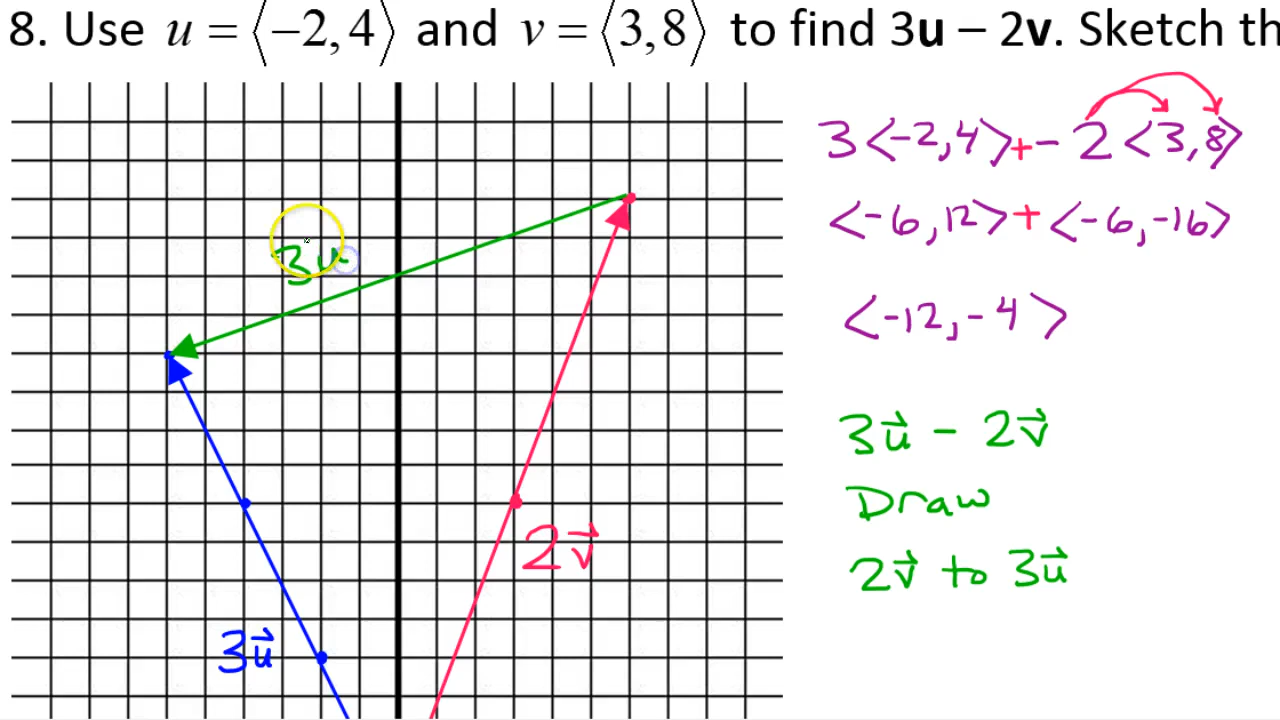 8. Use u = ⟨−2, 4⟩ and v = ⟨3, 8⟩ to find 3u – 2v. Sketch th
3<-2,4>+- 2<3,8>
<-6,12>+<-6,-16>
<-12,-4>
3u⃗ - 2v⃗
Draw
2v⃗ to 3u⃗
3u
2v⃗
3u⃗